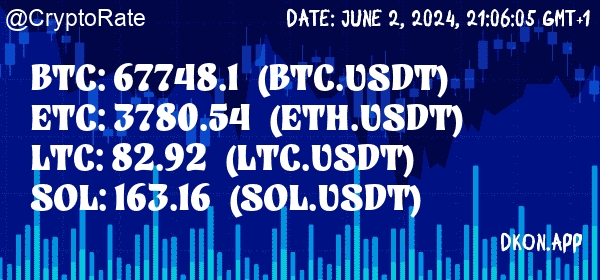 @CryptoRate
DATE: JUNE 2, 2024, 21:06:05 GMT+1
BTC: 67748.1 (BTC.USDT)
ETC: 3780.54 (ETH.USDT)
LTC: 82.92 (LTC.USDT)
SOL: 163.16 (SOL.USDT)
DKON.APP